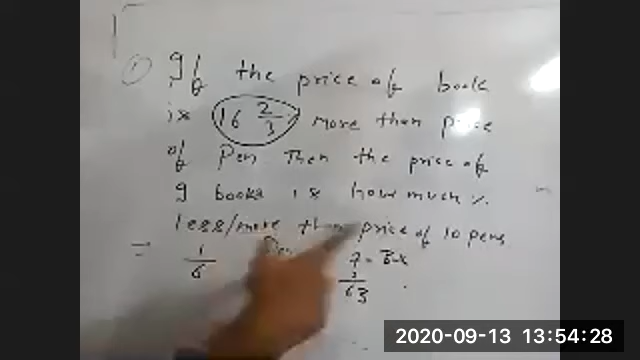 ① If the price of book
is 16 2/3 % more than price
of pen. Then the price of
9 books is how much %
less/more than price of 10 pens
⇒ 1/6 Pen 7 - Book
63
2020-09-13 13:54:28